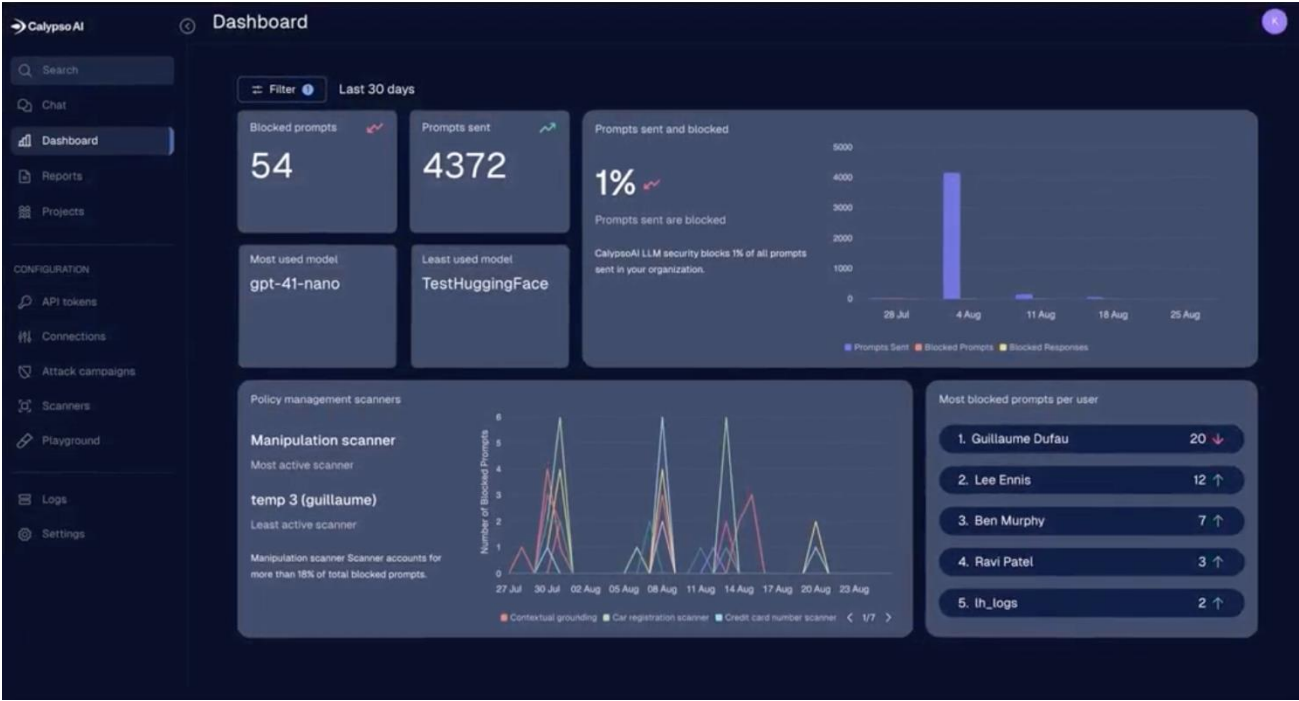 Calypso AI
Dashboard
K
Search
Chat
Dashboard
Reports
Projects
CONFIGURATION
API tokens
Connections
Attack campaigns
Scanners
Playground
Logs
Settings
Filter
Last 30 days
Blocked prompts
54
Prompts sent
4372
Most used model
gpt-41-nano
Least used model
TestHuggingFace
Prompts sent and blocked
1%
Prompts sent are blocked
CalypsoAI LLM security blocks 1% of all prompts
sent in your organization.
5000
4000
3000
2000
1000
0
28 Jul 4 Aug 11 Aug 18 Aug 25 Aug
Prompts Sent Blocked Prompts Blocked Responses
Policy management scanners
Manipulation scanner
Most active scanner
temp 3 (guillaume)
Least active scanner
Manipulation scanner Scanner accounts for
more than 18% of total blocked prompts.
Number of Blocked Prompts
6
5
4
3
2
1
0
27 Jul 30 Jul 02 Aug 05 Aug 08 Aug 11 Aug 14 Aug 17 Aug 20 Aug 23 Aug
Contextual grounding Car registration scanner Credit card number scanner 1/7
Most blocked prompts per user
1. Guillaume Dufau 20
2. Lee Ennis 12
3. Ben Murphy 7
4. Ravi Patel 3
5. lh_logs 2